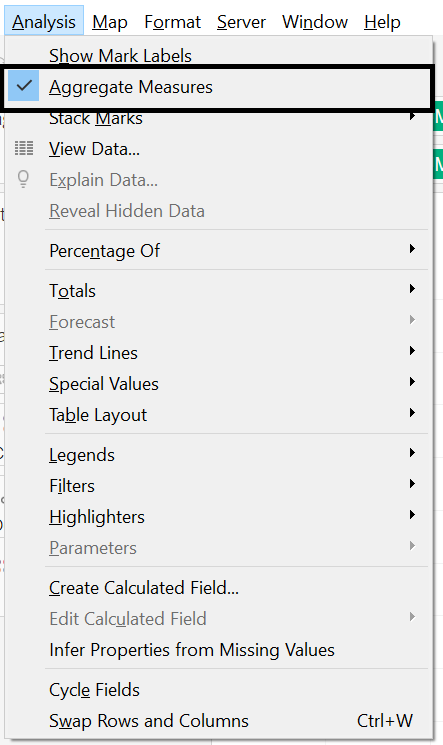 Analysis Map Format Server Window Help
Show Mark Labels
Aggregate Measures
Stack Marks
View Data...
Explain Data...
Reveal Hidden Data
Percentage Of
Totals
Forecast
Trend Lines
Special Values
Table Layout
Legends
Filters
Highlighters
Parameters
Create Calculated Field...
Edit Calculated Field
Infer Properties from Missing Values
Cycle Fields
Swap Rows and Columns Ctrl+W